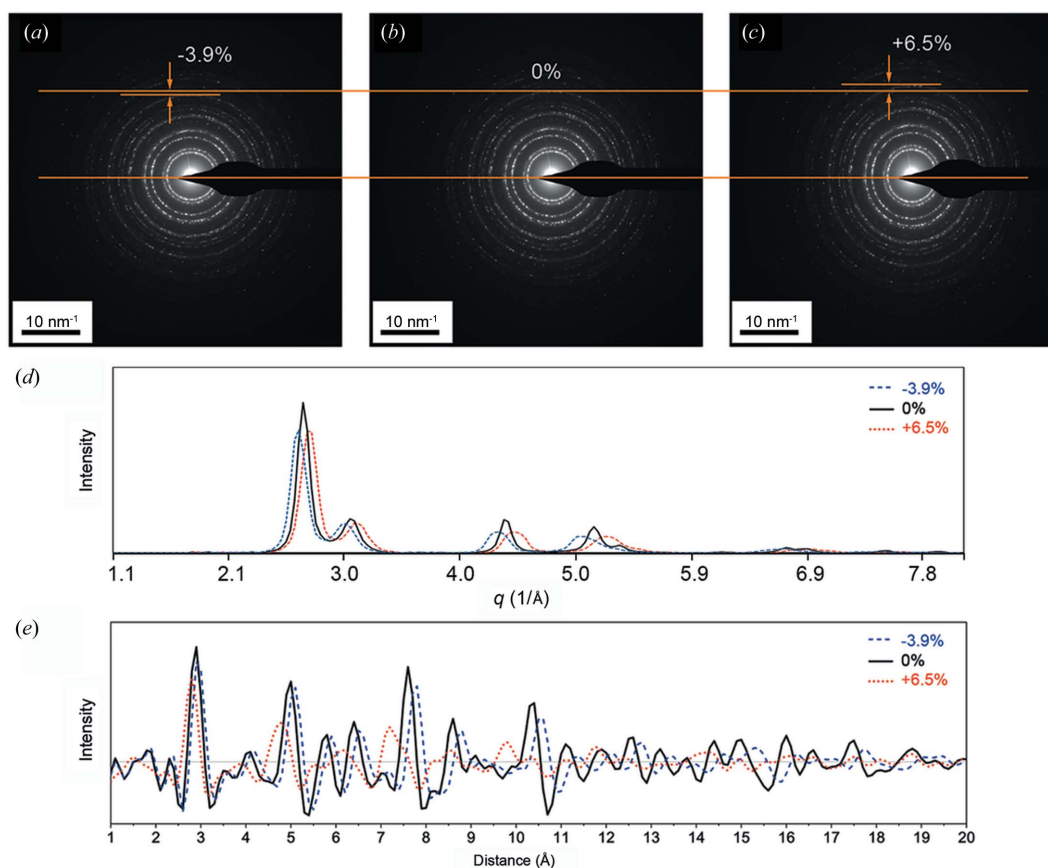 (a) (b) (c)
-3.9% 0% +6.5%
10 nm-1 10 nm-1 10 nm-1
(d)
Intensity
-3.9%
0%
+6.5%
1.1 2.1 3.0 4.0 5.0 5.9 6.9 7.8
q (1/Å)
(e)
Intensity
-3.9%
0%
+6.5%
1 2 3 4 5 6 7 8 9 10 11 12 13 14 15 16 17 18 19 20
Distance (Å)